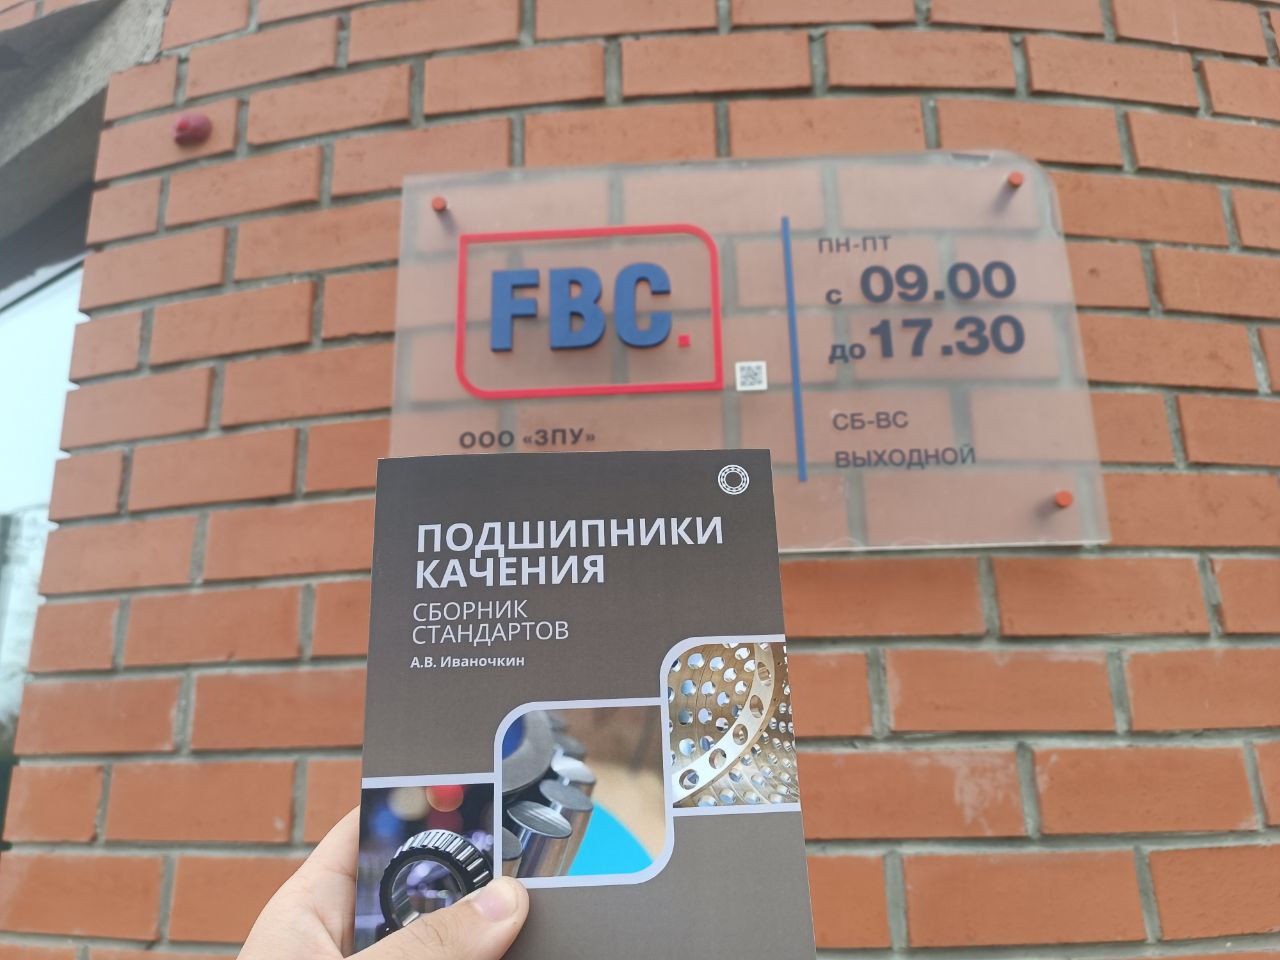 FBC.
ООО «ЗПУ»
ПН-ПТ
с 09.00
до 17.30
СБ-ВС
ВЫХОДНОЙ
ПОДШИПНИКИ
КАЧЕНИЯ
СБОРНИК
СТАНДАРТОВ
А.В. Иваночкин